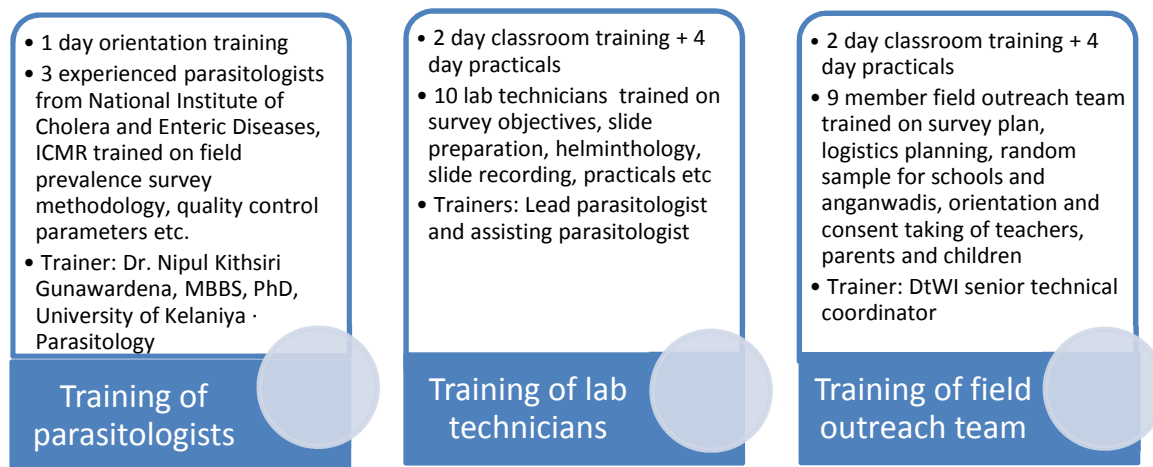 • 1 day orientation training
• 3 experienced parasitologists
from National Institute of
Cholera and Enteric Diseases,
ICMR trained on field
prevalence survey
methodology, quality control
parameters etc.
• Trainer: Dr. Nipul Kithsiri
Gunawardena, MBBS, PhD,
University of Kelaniya ·
Parasitology
Training of
parasitologists
• 2 day classroom training + 4
day practicals
• 10 lab technicians trained on
survey objectives, slide
preparation, helminthology,
slide recording, practicals etc
• Trainers: Lead parasitologist
and assisting parasitologist
Training of lab
technicians
• 2 day classroom training + 4
day practicals
• 9 member field outreach team
trained on survey plan,
logistics planning, random
sample for schools and
anganwadis, orientation and
consent taking of teachers,
parents and children
• Trainer: DtWI senior technical
coordinator
Training of field
outreach team